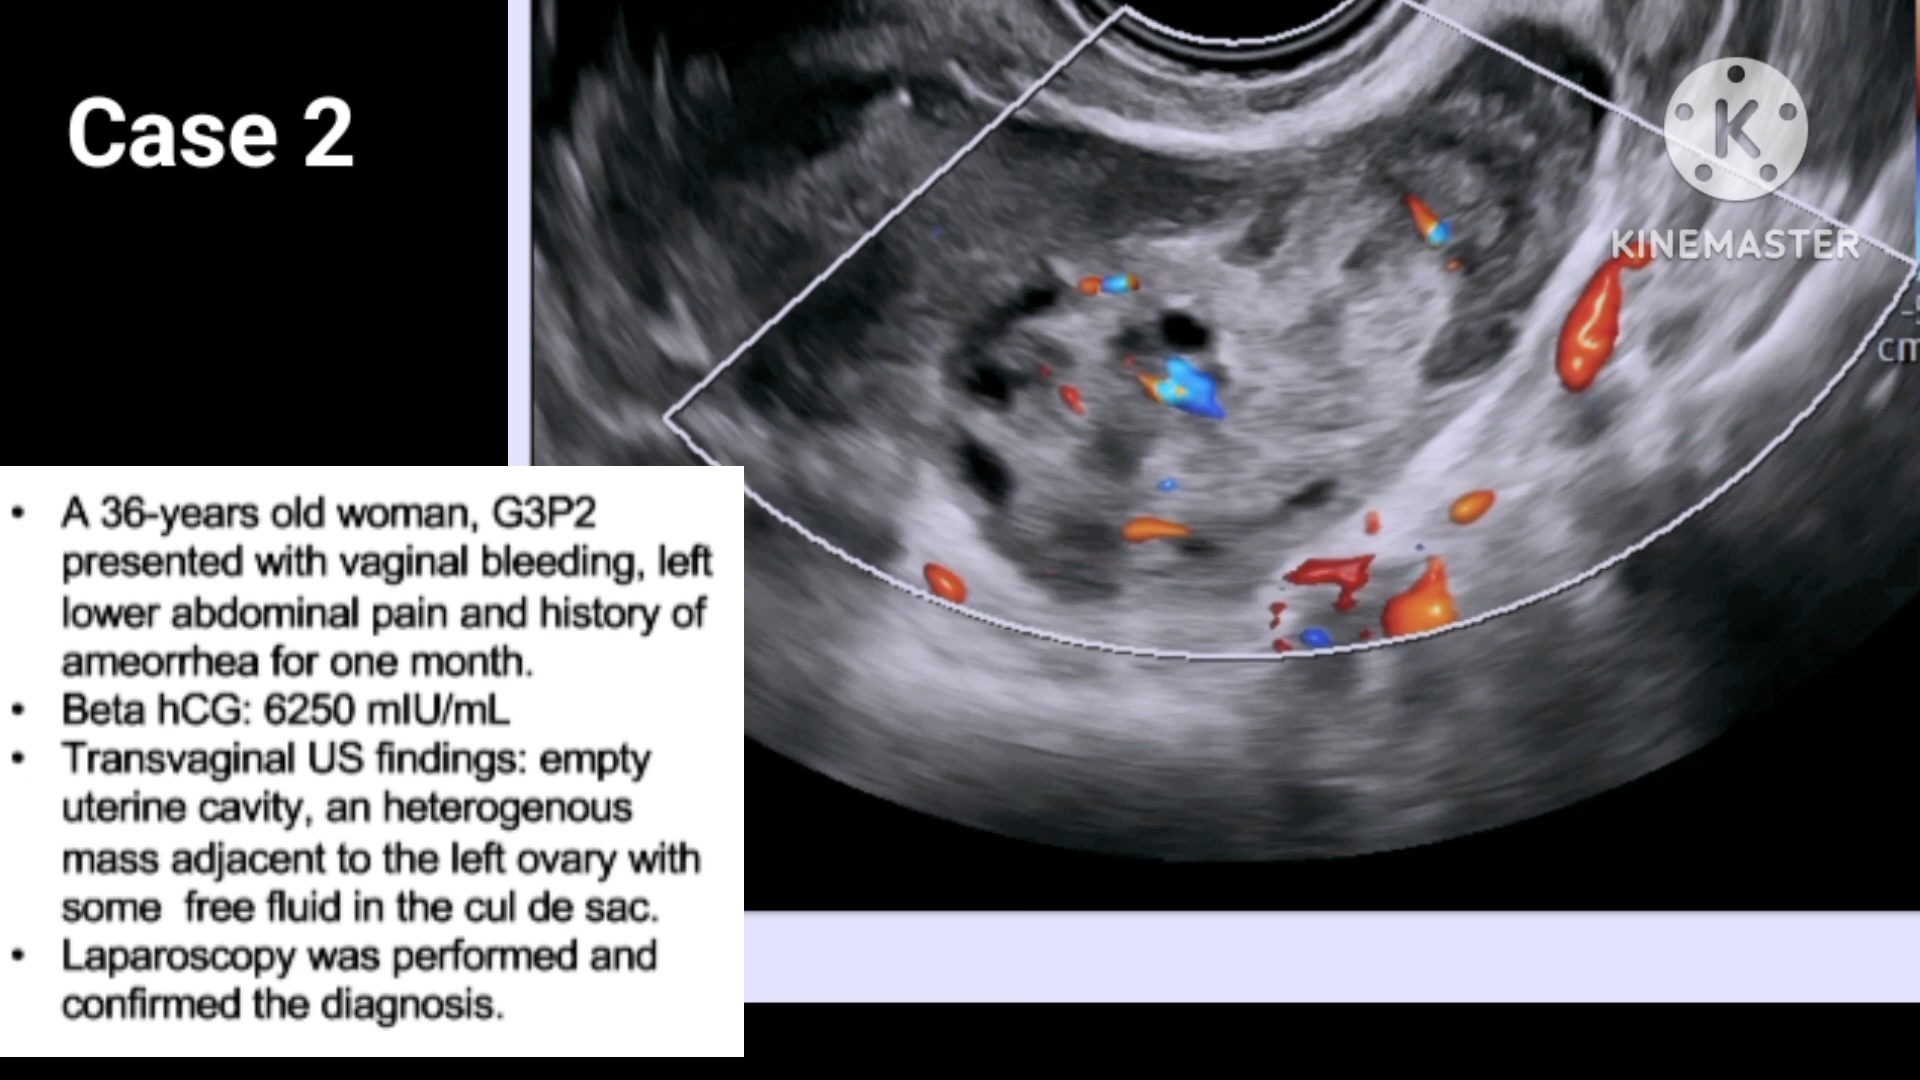 Case 2
K
KINEMASTER
cm
• A 36-years old woman, G3P2
presented with vaginal bleeding, left
lower abdominal pain and history of
ameorrhea for one month.
• Beta hCG: 6250 mIU/mL
• Transvaginal US findings: empty
uterine cavity, an heterogenous
mass adjacent to the left ovary with
some free fluid in the cul de sac.
• Laparoscopy was performed and
confirmed the diagnosis.